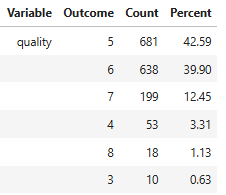 Variable Outcome Count Percent
quality 5 681 42.59
6 638 39.90
7 199 12.45
4 53 3.31
8 18 1.13
3 10 0.63